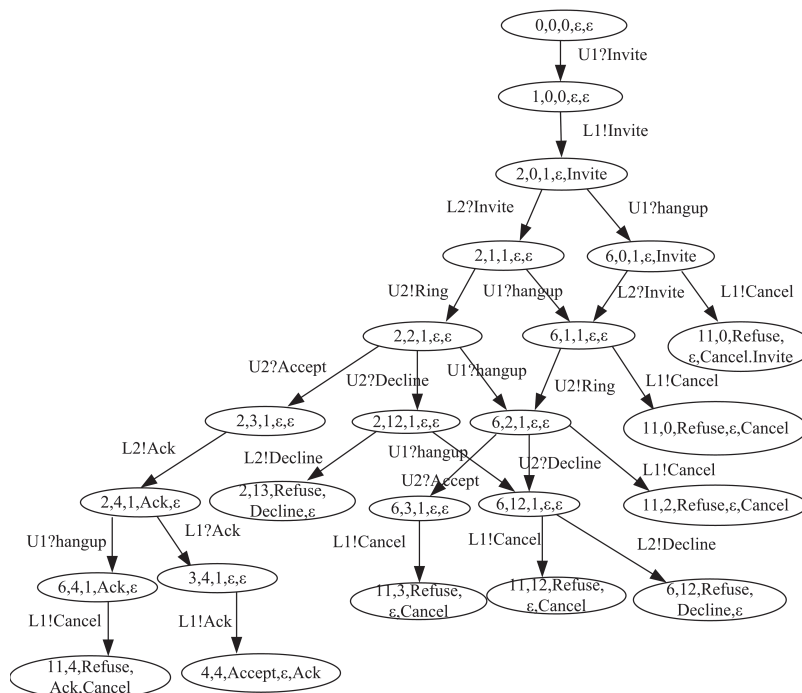 0,0,0,ε,ε
U1?Invite
1,0,0,ε,ε
L1!Invite
2,0,1,ε,Invite
L2?Invite
U1?hangup
2,1,1,ε,ε
6,0,1,ε,Invite
U2!Ring
U1?hangup
L2?Invite
L1!Cancel
2,2,1,ε,ε
6,1,1,ε,ε
11,0,Refuse,
ε,Cancel.Invite
U2?Accept
U2?Decline
U1?hangup
U2!Ring
L1!Cancel
2,3,1,ε,ε
2,12,1,ε,ε
6,2,1,ε,ε
11,0,Refuse,ε,Cancel
L2!Ack
L2!Decline
U1?hangup
U2?Accept
U2?Decline
L1!Cancel
2,4,1,Ack,ε
2,13,Refuse,
Decline,ε
6,3,1,ε,ε
6,12,1,ε,ε
11,2,Refuse,ε,Cancel
U1?hangup
L1?Ack
L1!Cancel
L1!Cancel
L2!Decline
6,4,1,Ack,ε
3,4,1,ε,ε
11,3,Refuse,
ε,Cancel
11,12,Refuse,
ε,Cancel
6,12,Refuse,
Decline,ε
L1!Cancel
L1!Ack
11,4,Refuse,
Ack,Cancel
4,4,Accept,ε,Ack